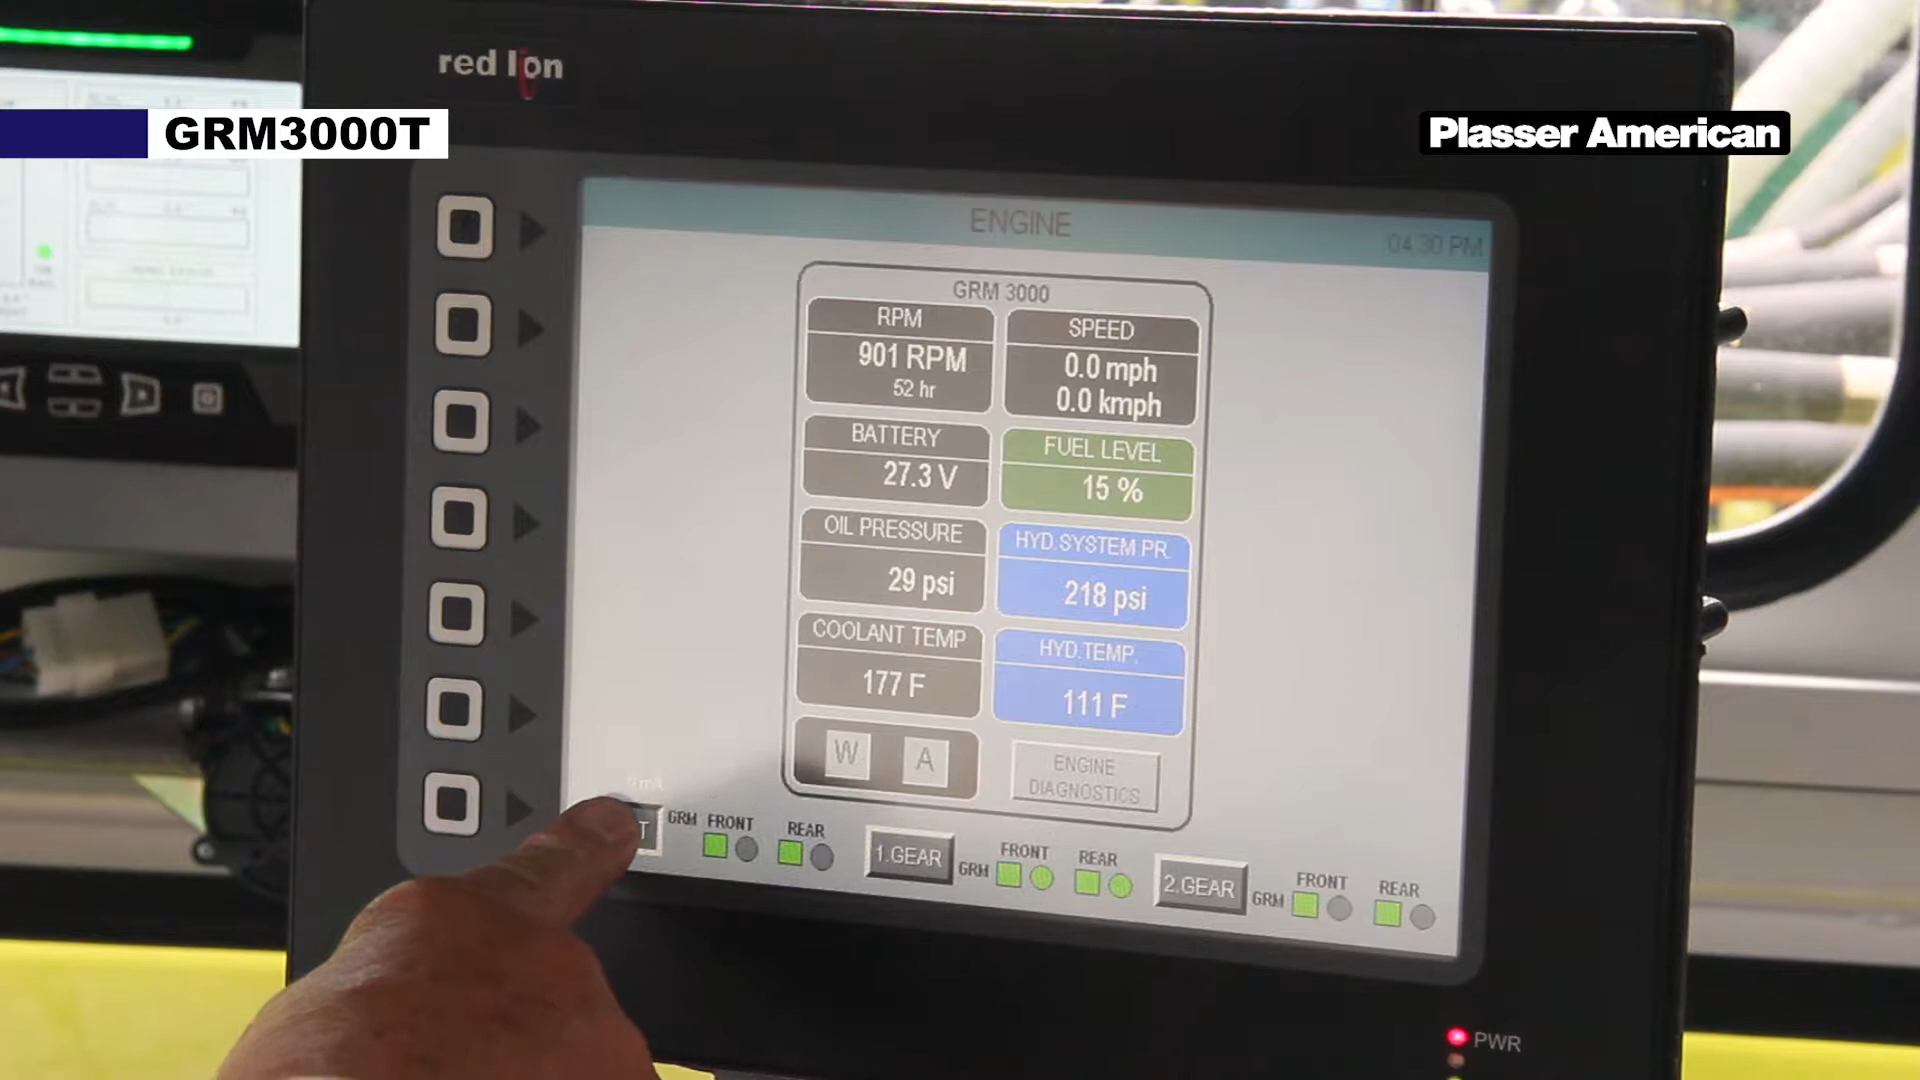 red lion
GRM3000T
Plasser American
ENGINE
04:30 PM
GRM 3000
RPM
901 RPM
52 hr
SPEED
0.0 mph
0.0 kmph
BATTERY
27.3 V
FUEL LEVEL
15 %
OIL PRESSURE
29 psi
HYD.SYSTEM PR.
218 psi
COOLANT TEMP
177 F
HYD.TEMP.
111 F
W
A
ENGINE
DIAGNOSTICS
GRM
FRONT
REAR
1.GEAR
GRM
FRONT
REAR
2.GEAR
GRM
FRONT
REAR
PWR